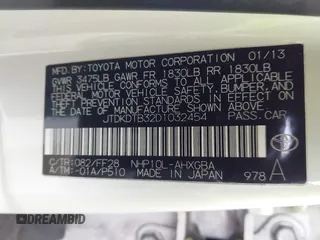 MFD. BY: TOYOTA MOTOR CORPORATION 01/13
GVWR 3475LB GAWR FR 1830LB RR 1830LB
THIS VEHICLE CONFORMS TO ALL APPLICABLE
FEDERAL MOTOR VEHICLE SAFETY, BUMPER, AND
THEFT PREVENTION STANDARDS IN EFFECT ON
THE DATE OF MANUFACTURE SHOWN ABOVE.
JTDKDTB32D1032454 PASS.CAR
C/TR:082/FF28 NHP10L-AHXGBA
A/TM:-01A/P510 MADE IN JAPAN 978 A
DEMOBID.COM